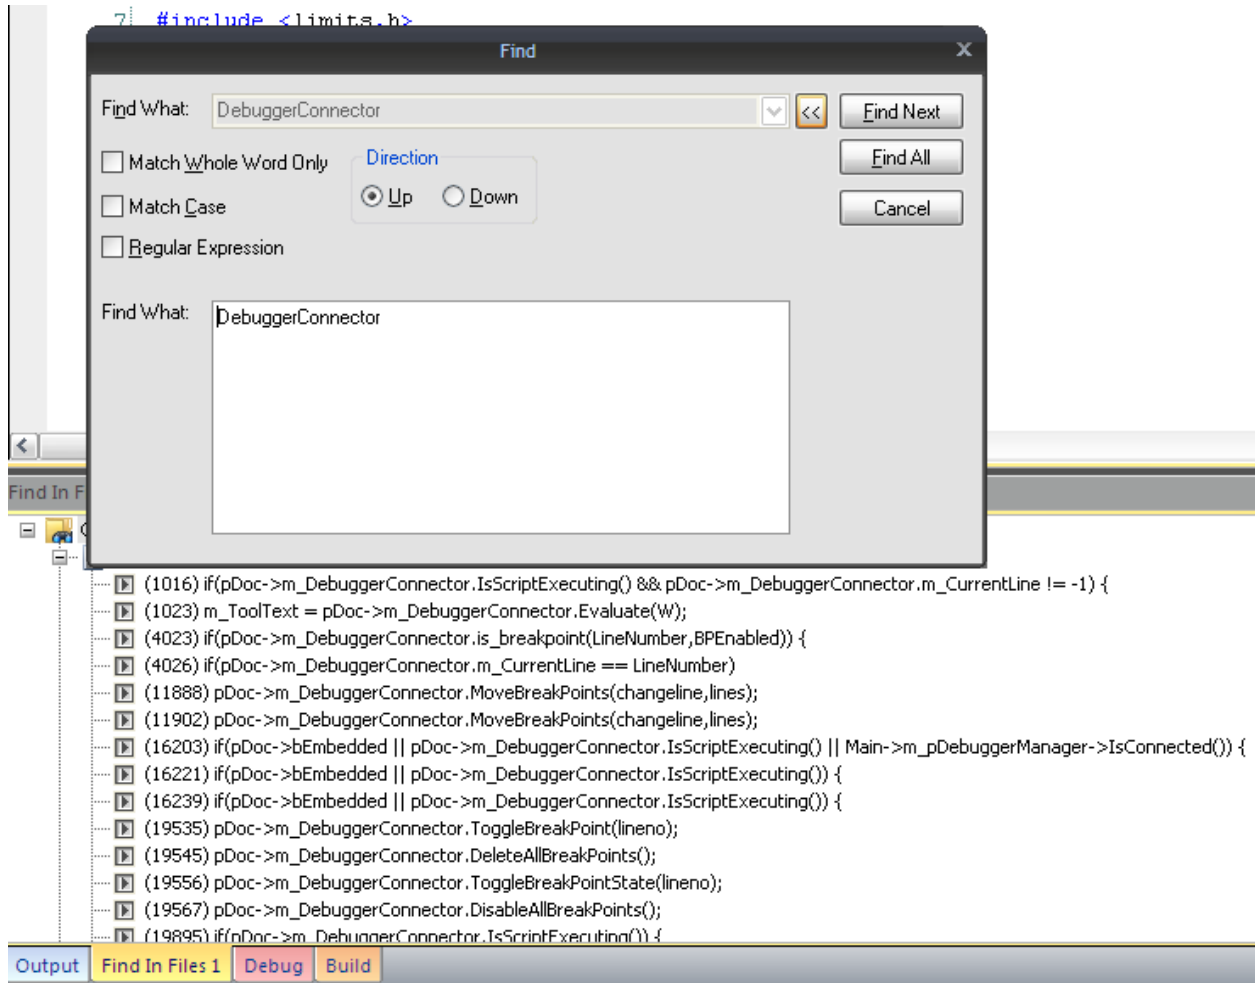 7 #include <limits.h>
Find
Find What: DebuggerConnector << Find Next
Match Whole Word Only Direction Find All
Match Case Up Down Cancel
Regular Expression
Find What: DebuggerConnector
Find In F
(1016) if(pDoc->m_DebuggerConnector.IsScriptExecuting() && pDoc->m_DebuggerConnector.m_CurrentLine != -1) {
(1023) m_ToolText = pDoc->m_DebuggerConnector.Evaluate(W);
(4023) if(pDoc->m_DebuggerConnector.is_breakpoint(LineNumber,BPEnabled)) {
(4026) if(pDoc->m_DebuggerConnector.m_CurrentLine == LineNumber)
(11888) pDoc->m_DebuggerConnector.MoveBreakPoints(changeline,lines);
(11902) pDoc->m_DebuggerConnector.MoveBreakPoints(changeline,lines);
(16203) if(pDoc->bEmbedded || pDoc->m_DebuggerConnector.IsScriptExecuting() || Main->m_pDebuggerManager->IsConnected()) {
(16221) if(pDoc->bEmbedded || pDoc->m_DebuggerConnector.IsScriptExecuting()) {
(16239) if(pDoc->bEmbedded || pDoc->m_DebuggerConnector.IsScriptExecuting()) {
(19535) pDoc->m_DebuggerConnector.ToggleBreakPoint(lineno);
(19545) pDoc->m_DebuggerConnector.DeleteAllBreakPoints();
(19556) pDoc->m_DebuggerConnector.ToggleBreakPointState(lineno);
(19567) pDoc->m_DebuggerConnector.DisableAllBreakPoints();
(19895) if(pDoc->m_DebuggerConnector.IsScriptExecuting()) {
Output Find In Files 1 Debug Build